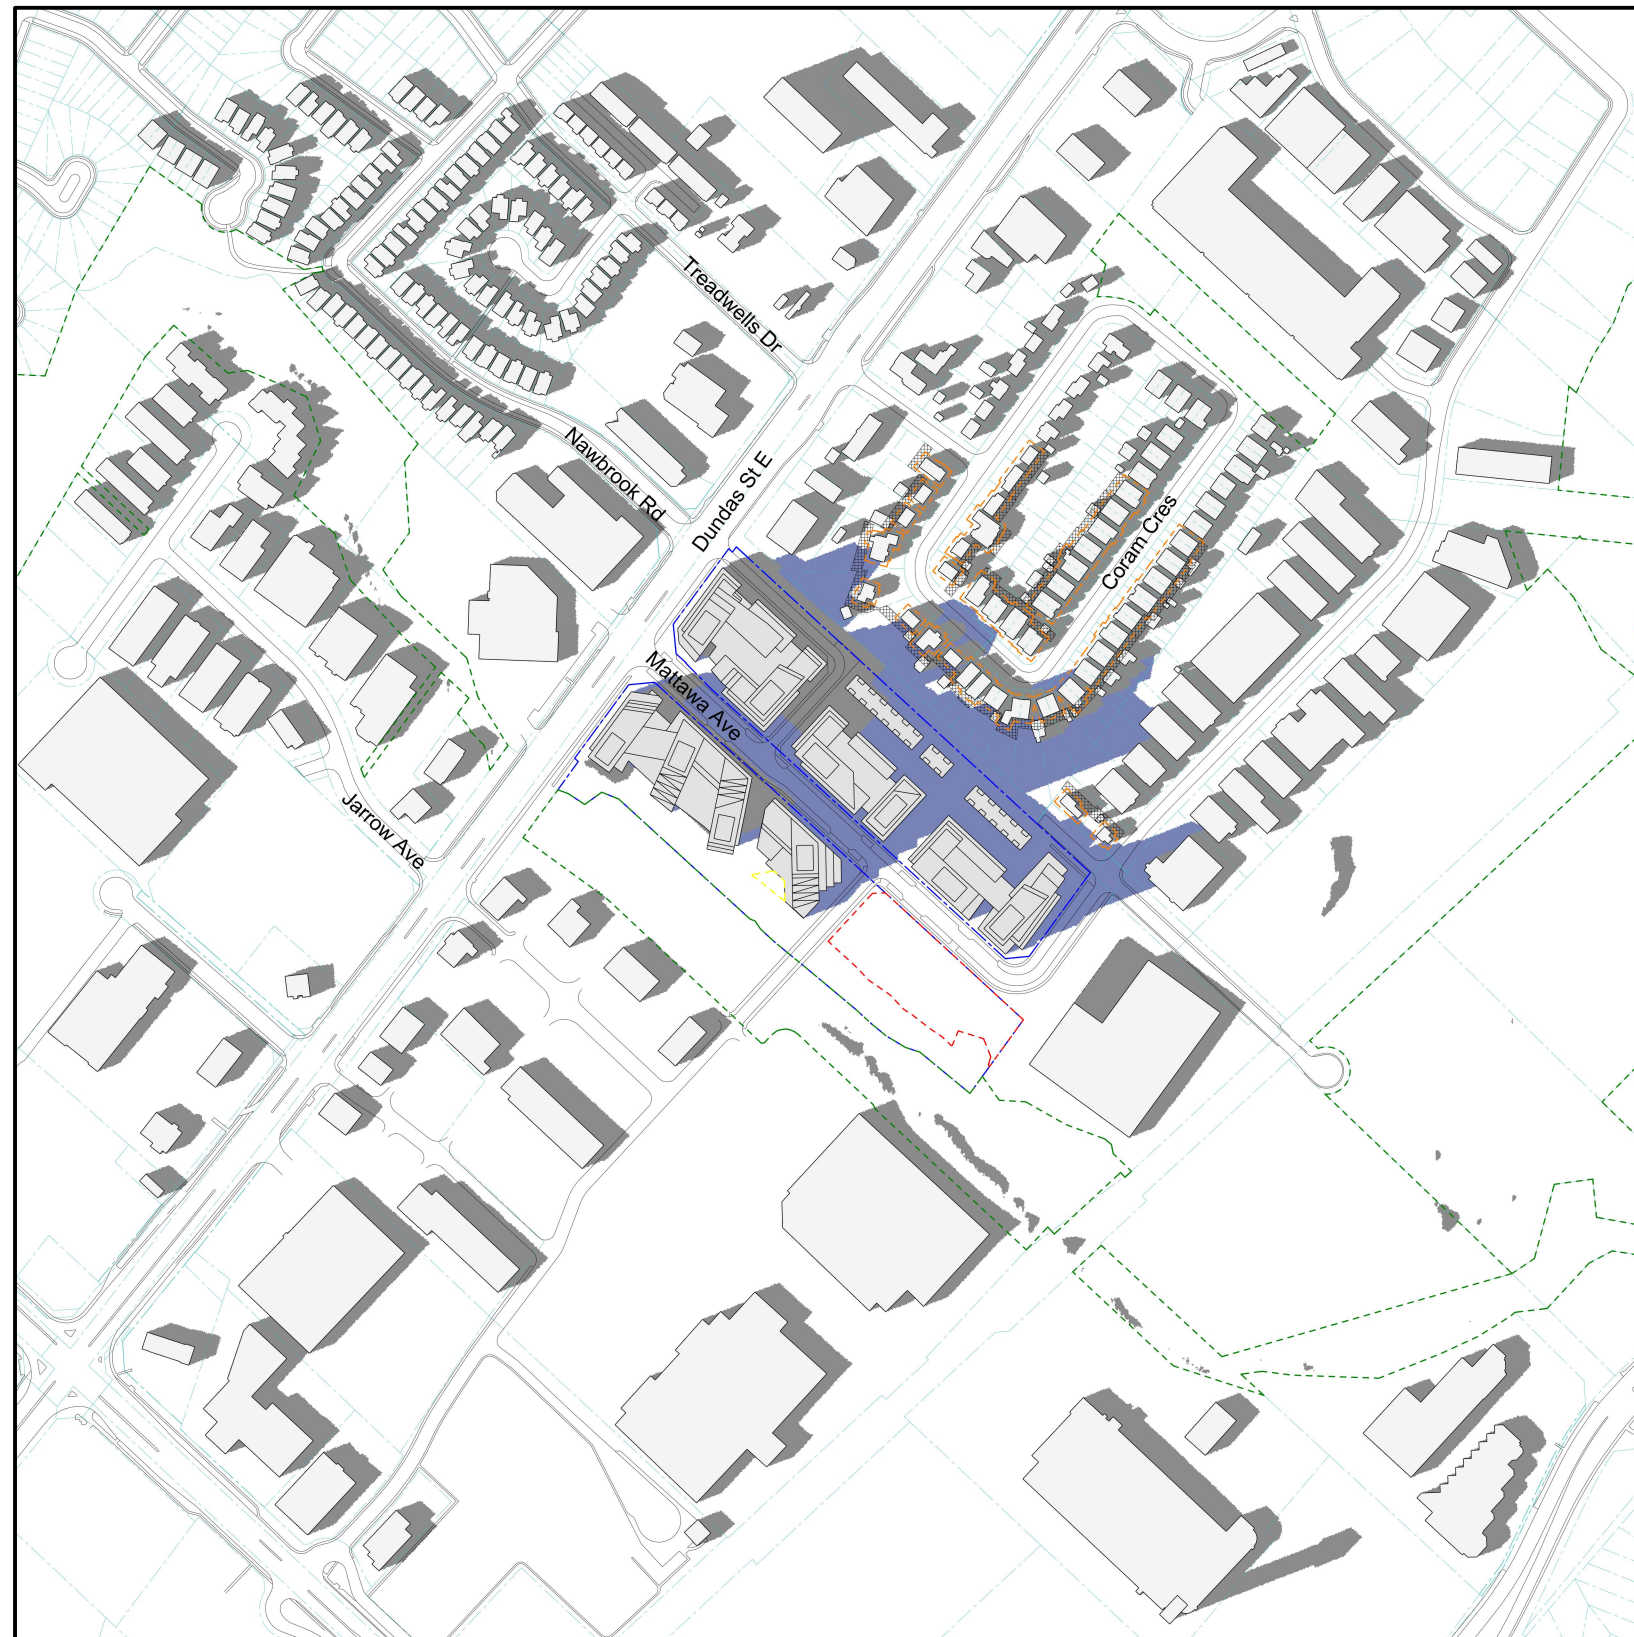 Treadwells Dr
Nawbrook Rd
Dundas St E
Coram Cres
Mattawa Ave
Jarrow Ave